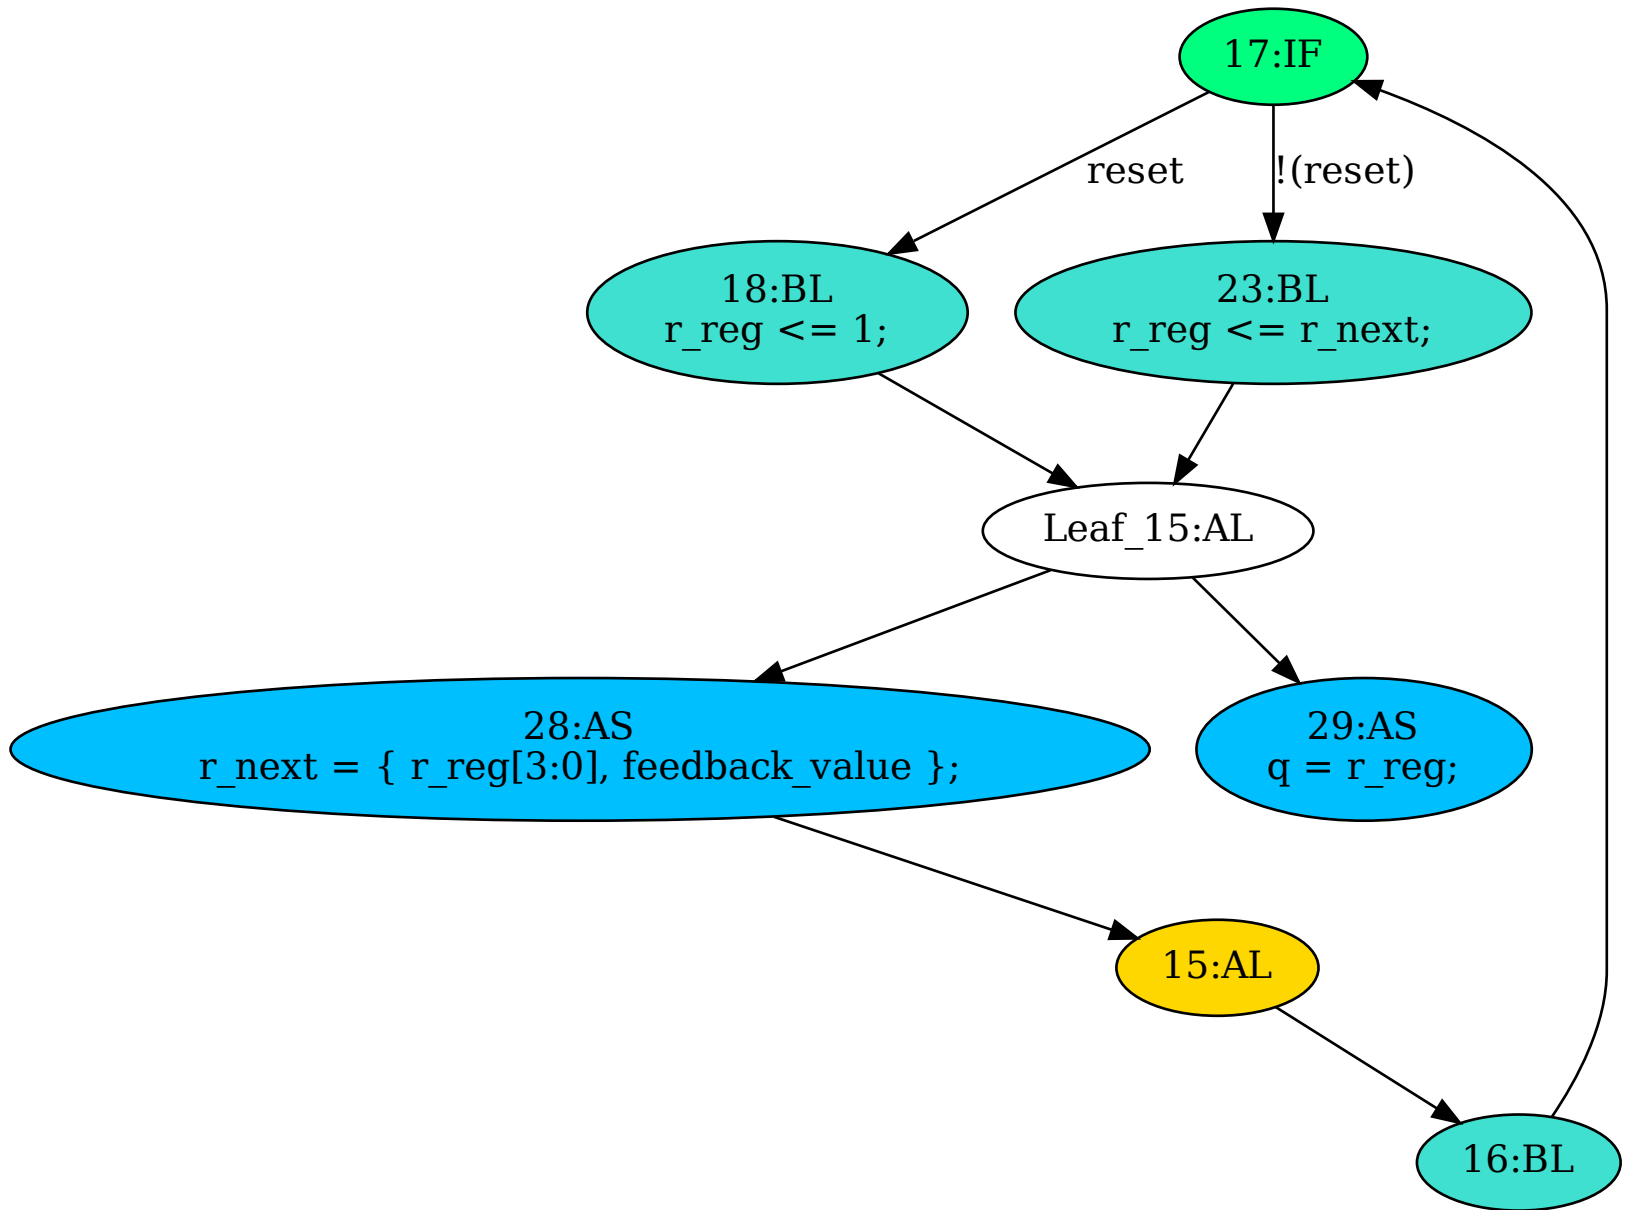 17:IF
reset
!(reset)
18:BL
r_reg <= 1;
23:BL
r_reg <= r_next;
Leaf_15:AL
28:AS
r_next = { r_reg[3:0], feedback_value };
29:AS
q = r_reg;
15:AL
16:BL